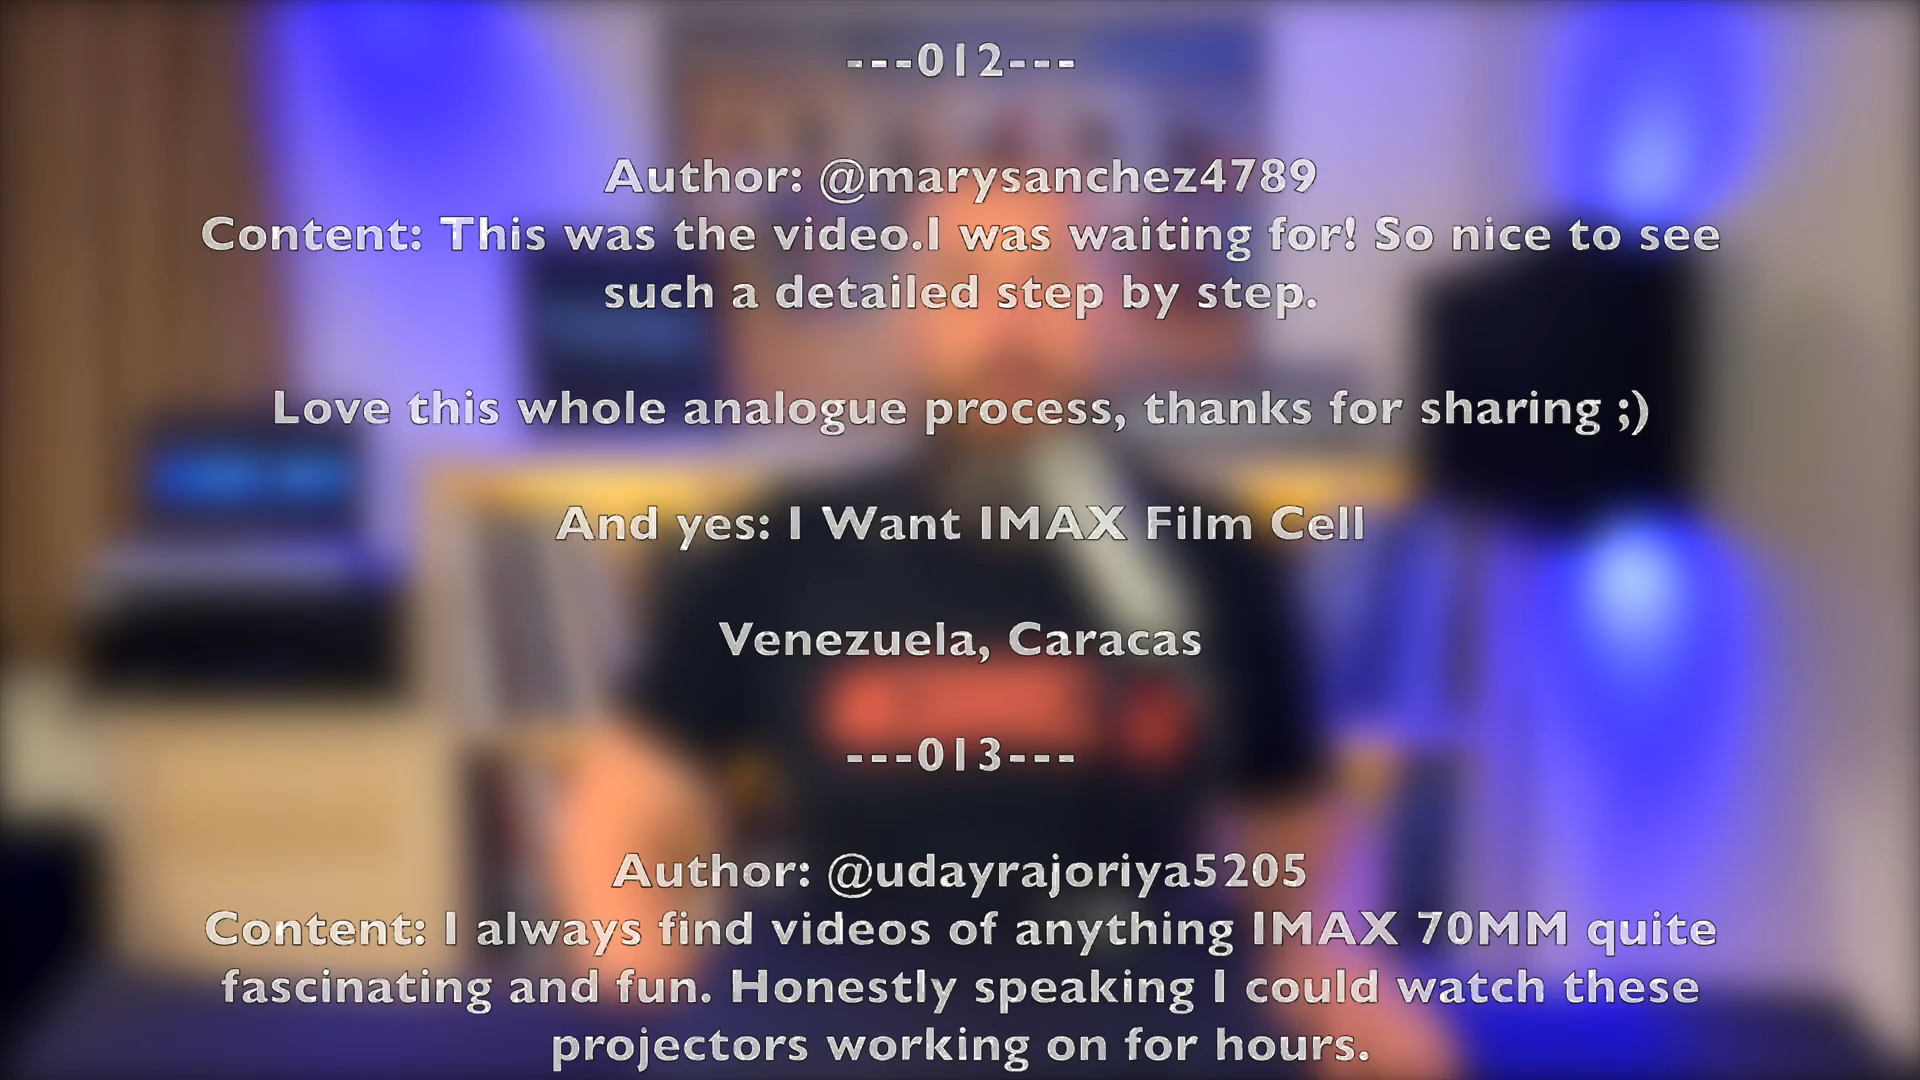 ---012---
Author: @marysanchez4789
Content: This was the video.I was waiting for! So nice to see
such a detailed step by step.
Love this whole analogue process, thanks for sharing ;)
And yes: I Want IMAX Film Cell
Venezuela, Caracas
---013---
Author: @udayrajoriya5205
Content: I always find videos of anything IMAX 70MM quite
fascinating and fun. Honestly speaking I could watch these
projectors working on for hours.